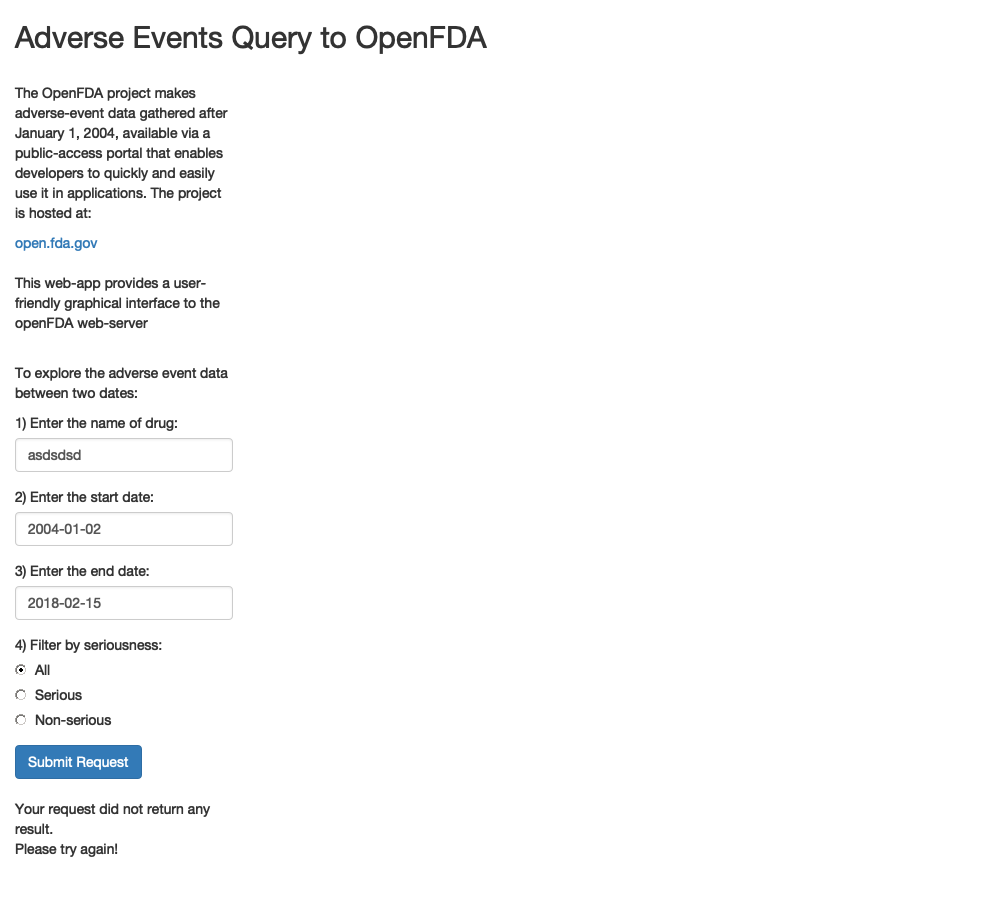 Adverse Events Query to OpenFDA
The OpenFDA project makes
adverse-event data gathered after
January 1, 2004, available via a
public-access portal that enables
developers to quickly and easily
use it in applications. The project
is hosted at:
open.fda.gov
This web-app provides a user-
friendly graphical interface to the
openFDA web-server
To explore the adverse event data
between two dates:
1) Enter the name of drug:
asdsdsd
2) Enter the start date:
2004-01-02
3) Enter the end date:
2018-02-15
4) Filter by seriousness:
All
Serious
Non-serious
Submit Request
Your request did not return any
result.
Please try again!